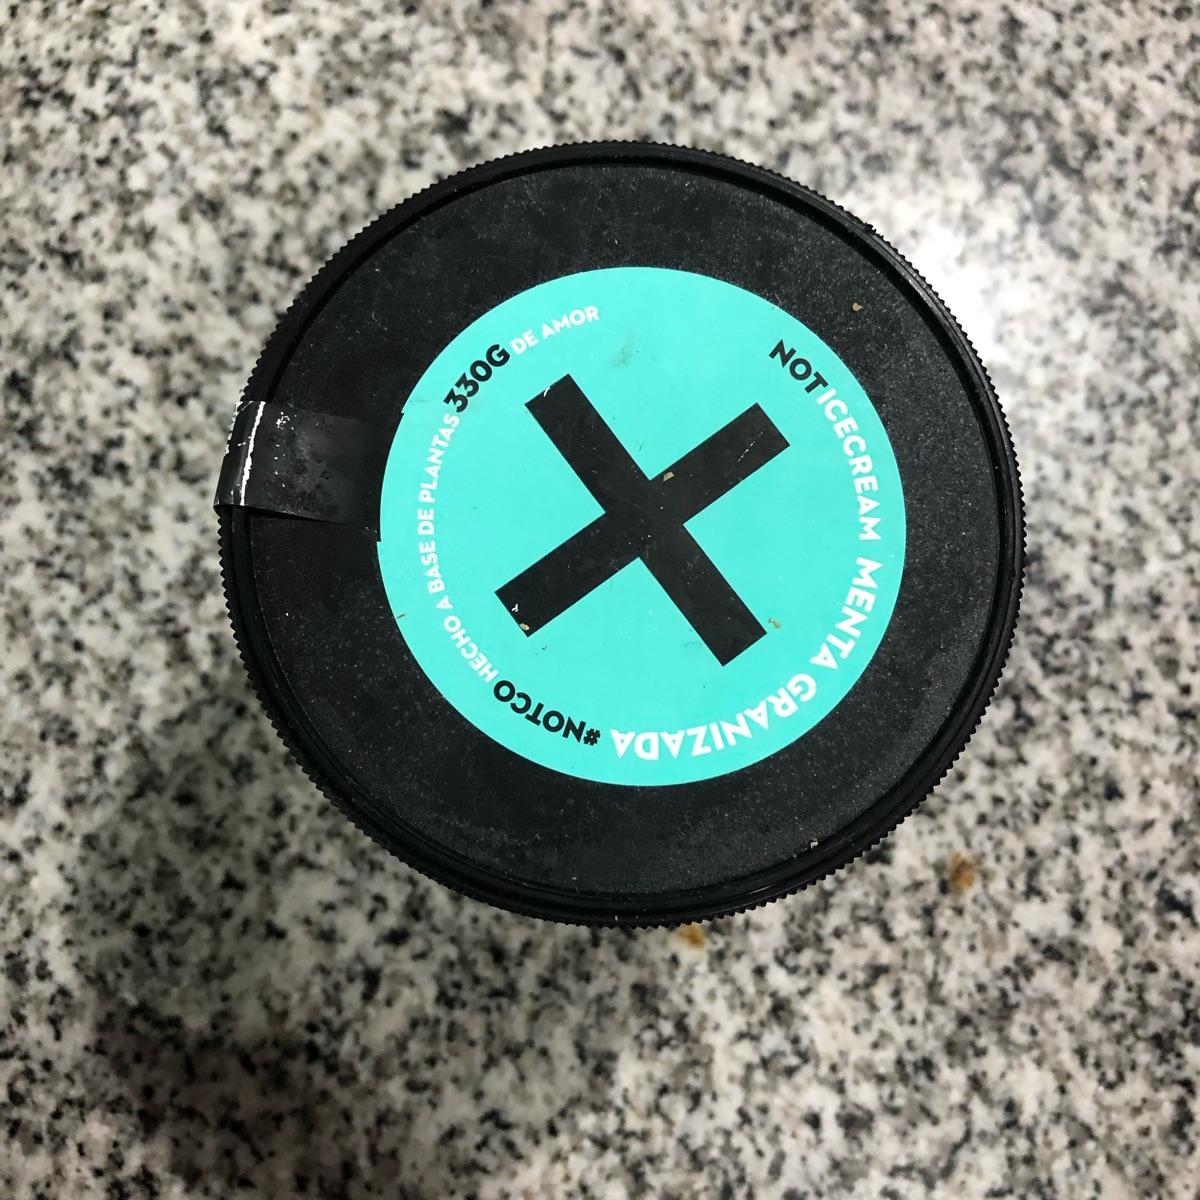 NOTICECREAM MENTA GRANIZADA
#NOTCO HECHO A BASE DE PLANTAS 330G DE AMOR